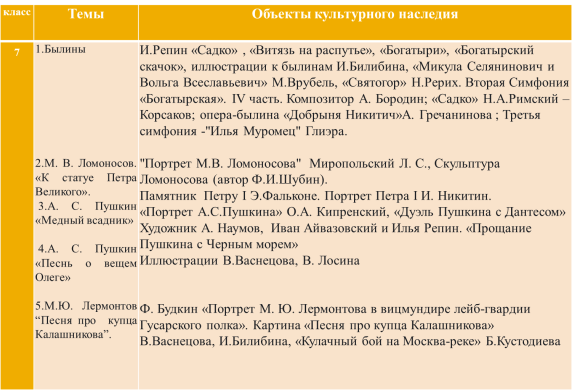 класс Темы Объекты культурного наследия
7
1.Былины
И.Репин «Садко» , «Витязь на распутье», «Богатыри», «Богатырский
скачок», иллюстрации к былинам И.Билибина, «Микула Селянинович и
Вольга Всеславьевич» М.Врубель, «Святогор» Н.Рерих. Вторая Симфония
«Богатырская». IV часть. Композитор А. Бородин; «Садко» Н.А.Римский –
Корсаков; опера-былина «Добрыня Никитич»А. Гречанинова ; Третья
симфония -"Илья Муромец" Глиэра.
2.М. В. Ломоносов.
«К статуе Петра
Великого».
3.А. С. Пушкин
«Медный всадник»
4.А. С. Пушкин
«Песнь о вещем
Олеге»
"Портрет М.В. Ломоносова" Миропольский Л. С., Скульптура
Ломоносова (автор Ф.И.Шубин).
Памятник Петру I Э.Фальконе. Портрет Петра I И. Никитин.
«Портрет А.С.Пушкина» О.А. Кипренский, «Дуэль Пушкина с Дантесом»
Художник А. Наумов, Иван Айвазовский и Илья Репин. «Прощание
Пушкина с Черным морем»
Иллюстрации В.Васнецова, В. Лосина
5.М.Ю. Лермонтов
“Песня про купца
Калашникова”.
Ф. Будкин «Портрет М. Ю. Лермонтова в вицмундире лейб-гвардии
Гусарского полка». Картина «Песня про купца Калашникова»
В.Васнецова, И.Билибина, «Кулачный бой на Москва-реке» Б.Кустодиева